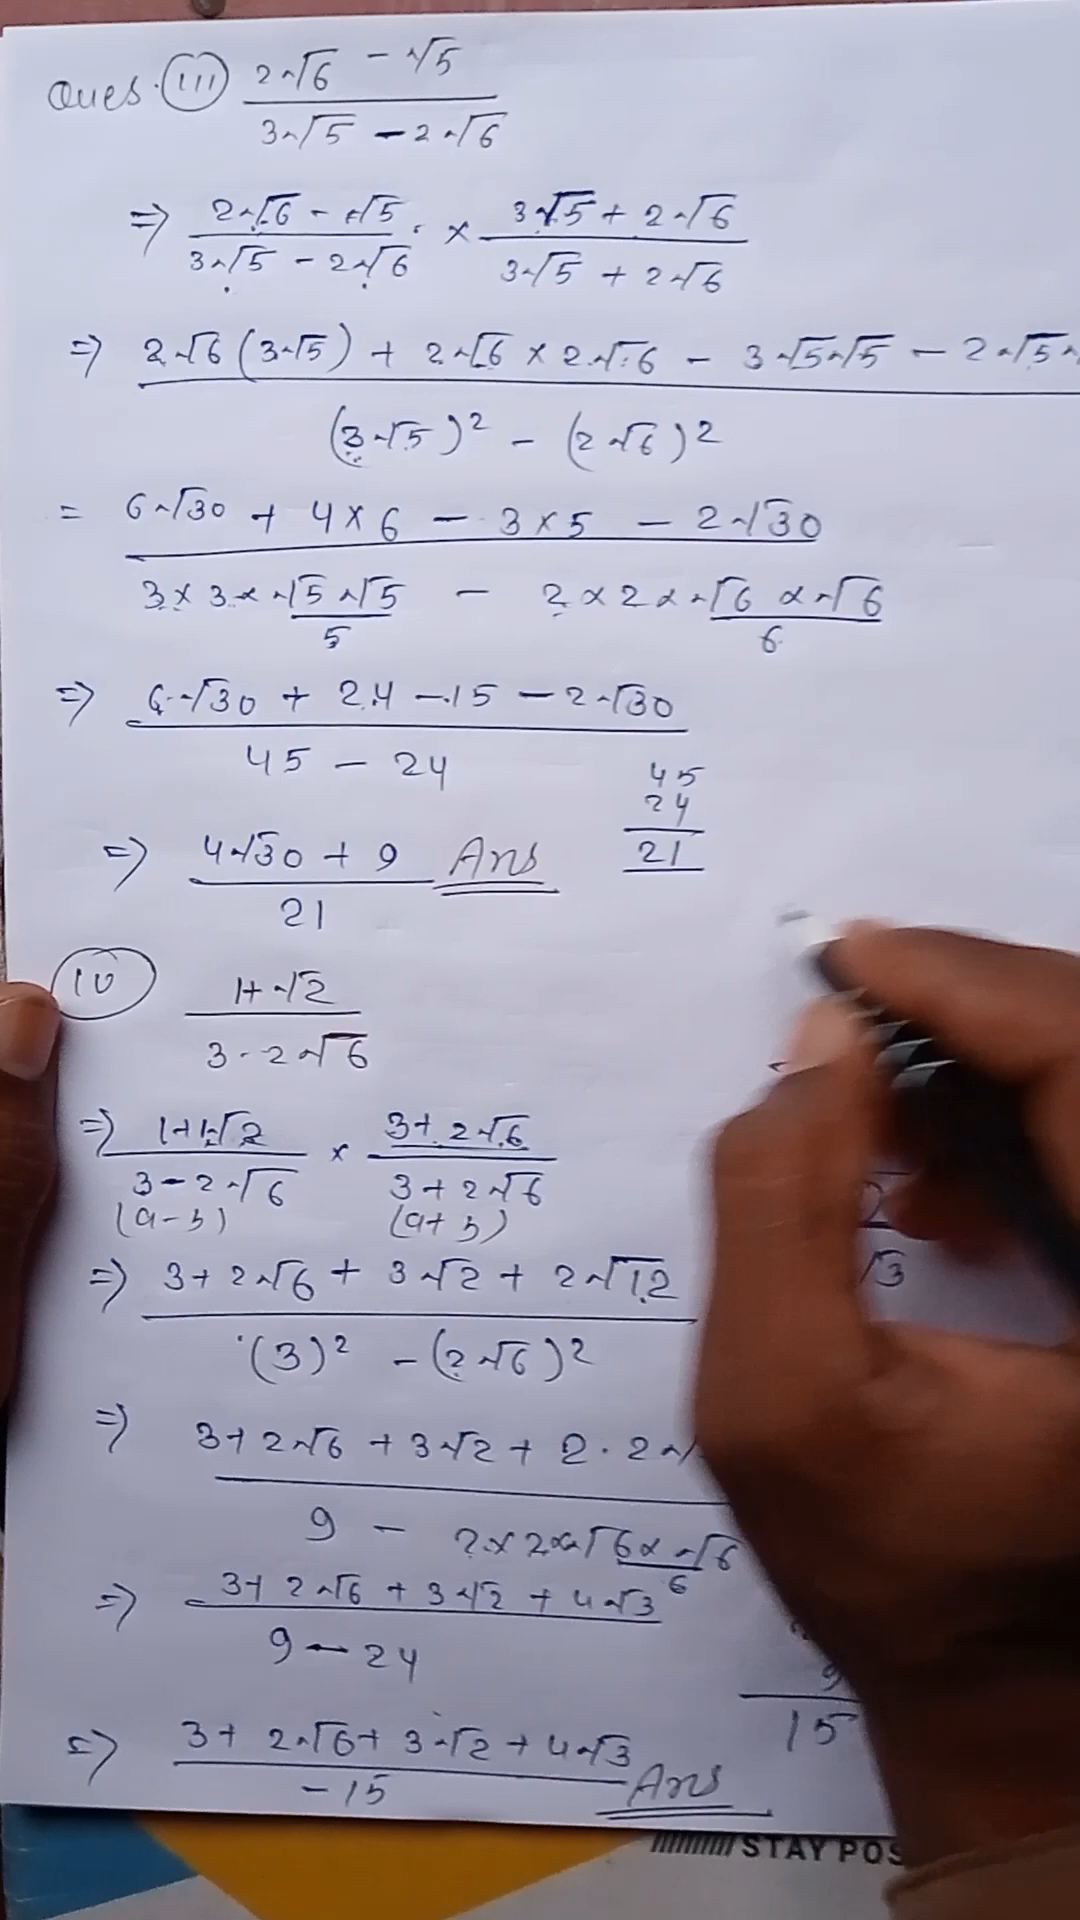 Ques. (iii) 2√6 - √5
3√5 - 2√6
⇒ 2√6 - √5 × 3√5 + 2√6
3√5 - 2√6 3√5 + 2√6
⇒ 2√6 (3√5) + 2√6 × 2√6 - 3√5√5 - 2√5
(3√5)² - (2√6)²
= 6√30 + 4×6 - 3×5 - 2√30
3×3×√5√5 - 2×2×√6×√6
5 6
⇒ 6√30 + 24 - 15 - 2√30
45 - 24
45
24
21
⇒ 4√30 + 9 Ans
21
(iv) 1+√2
3-2√6
⇒ 1+√2 × 3+2√6
3-2√6 3+2√6
(a-b) (a+b)
⇒ 3+2√6 + 3√2 + 2√12
(3)² - (2√6)²
√3
⇒ 3+2√6 + 3√2 + 2·2√
9 - 2×2×√6×√6
6
⇒ 3+2√6 + 3√2 + 4√3
9 - 24
9
15
⇒ 3+2√6+3√2+4√3 Ans
-15
STAY POS